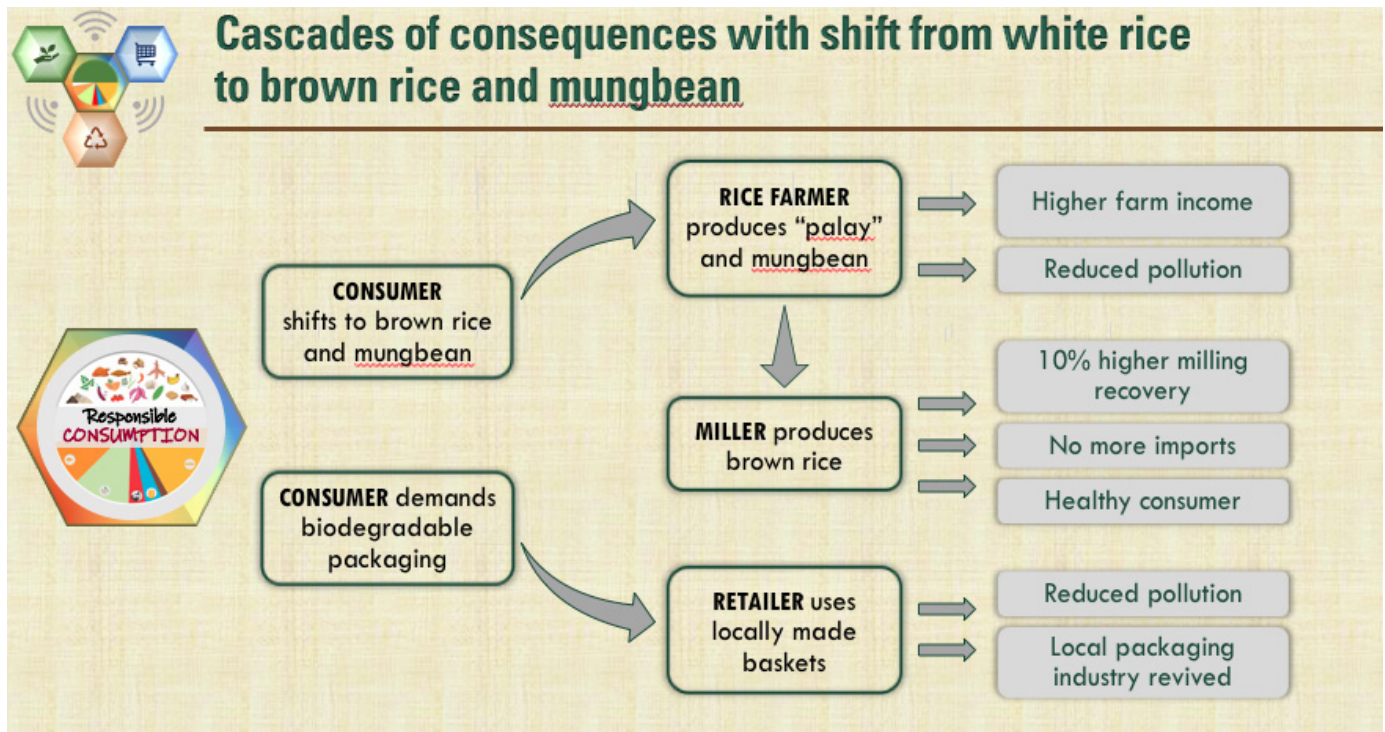 Cascades of consequences with shift from white rice
to brown rice and mungbean
Responsible
CONSUMPTION
CONSUMER
shifts to brown rice
and mungbean
CONSUMER demands
biodegradable
packaging
RICE FARMER
produces “palay”
and mungbean
MILLER produces
brown rice
RETAILER uses
locally made
baskets
Higher farm income
Reduced pollution
10% higher milling
recovery
No more imports
Healthy consumer
Reduced pollution
Local packaging
industry revived